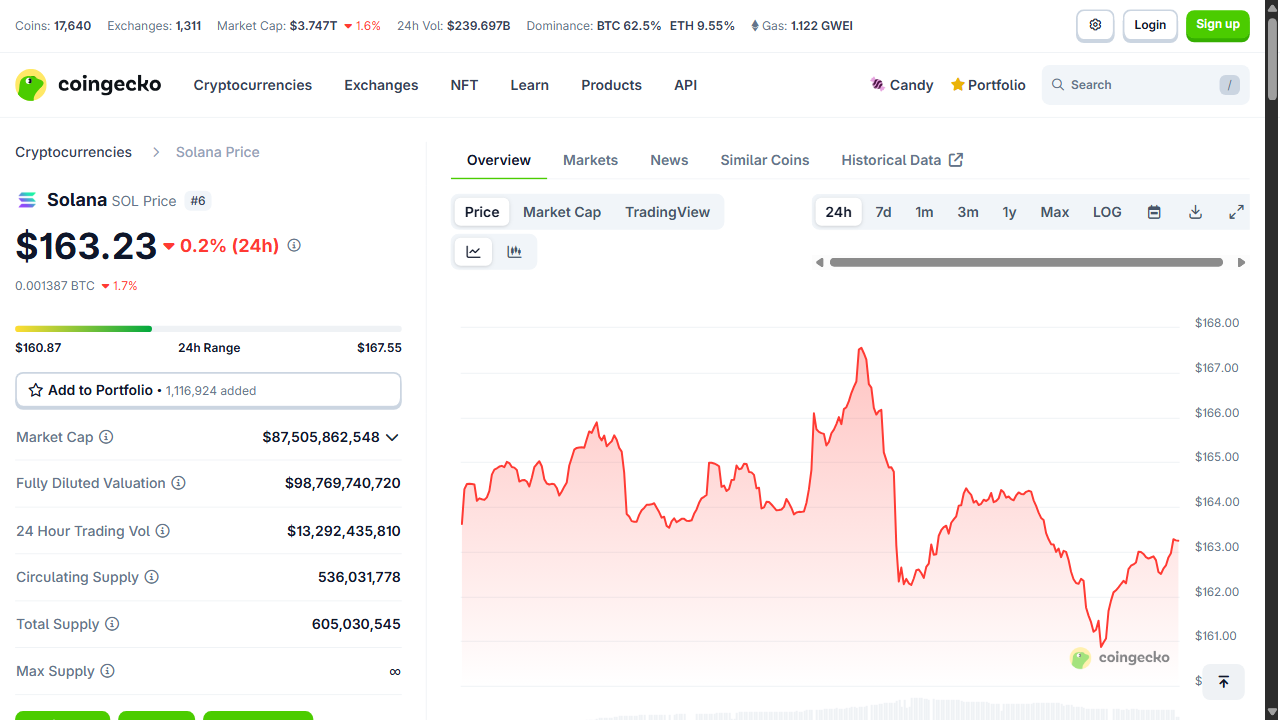 Coins: 17,640 Exchanges: 1,311 Market Cap: $3.747T 1.6% 24h Vol: $239.697B Dominance: BTC 62.5% ETH 9.55% Gas: 1.122 GWEI Login Sign up
coingecko Cryptocurrencies Exchanges NFT Learn Products API Candy Portfolio Search /
Cryptocurrencies Solana Price
Overview Markets News Similar Coins Historical Data
Solana SOL Price #6
$163.23 0.2% (24h)
0.001387 BTC 1.7%
$160.87 24h Range $167.55
Add to Portfolio • 1,116,924 added
Market Cap $87,505,862,548
Fully Diluted Valuation $98,769,740,720
24 Hour Trading Vol $13,292,435,810
Circulating Supply 536,031,778
Total Supply 605,030,545
Max Supply ∞
Price Market Cap TradingView 24h 7d 1m 3m 1y Max LOG
$168.00
$167.00
$166.00
$165.00
$164.00
$163.00
$162.00
$161.00
coingecko
$